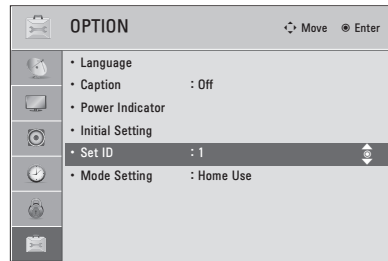 OPTION
Move
Enter
• Language
• Caption : Off
• Power Indicator
• Initial Setting
• Set ID : 1
• Mode Setting : Home Use